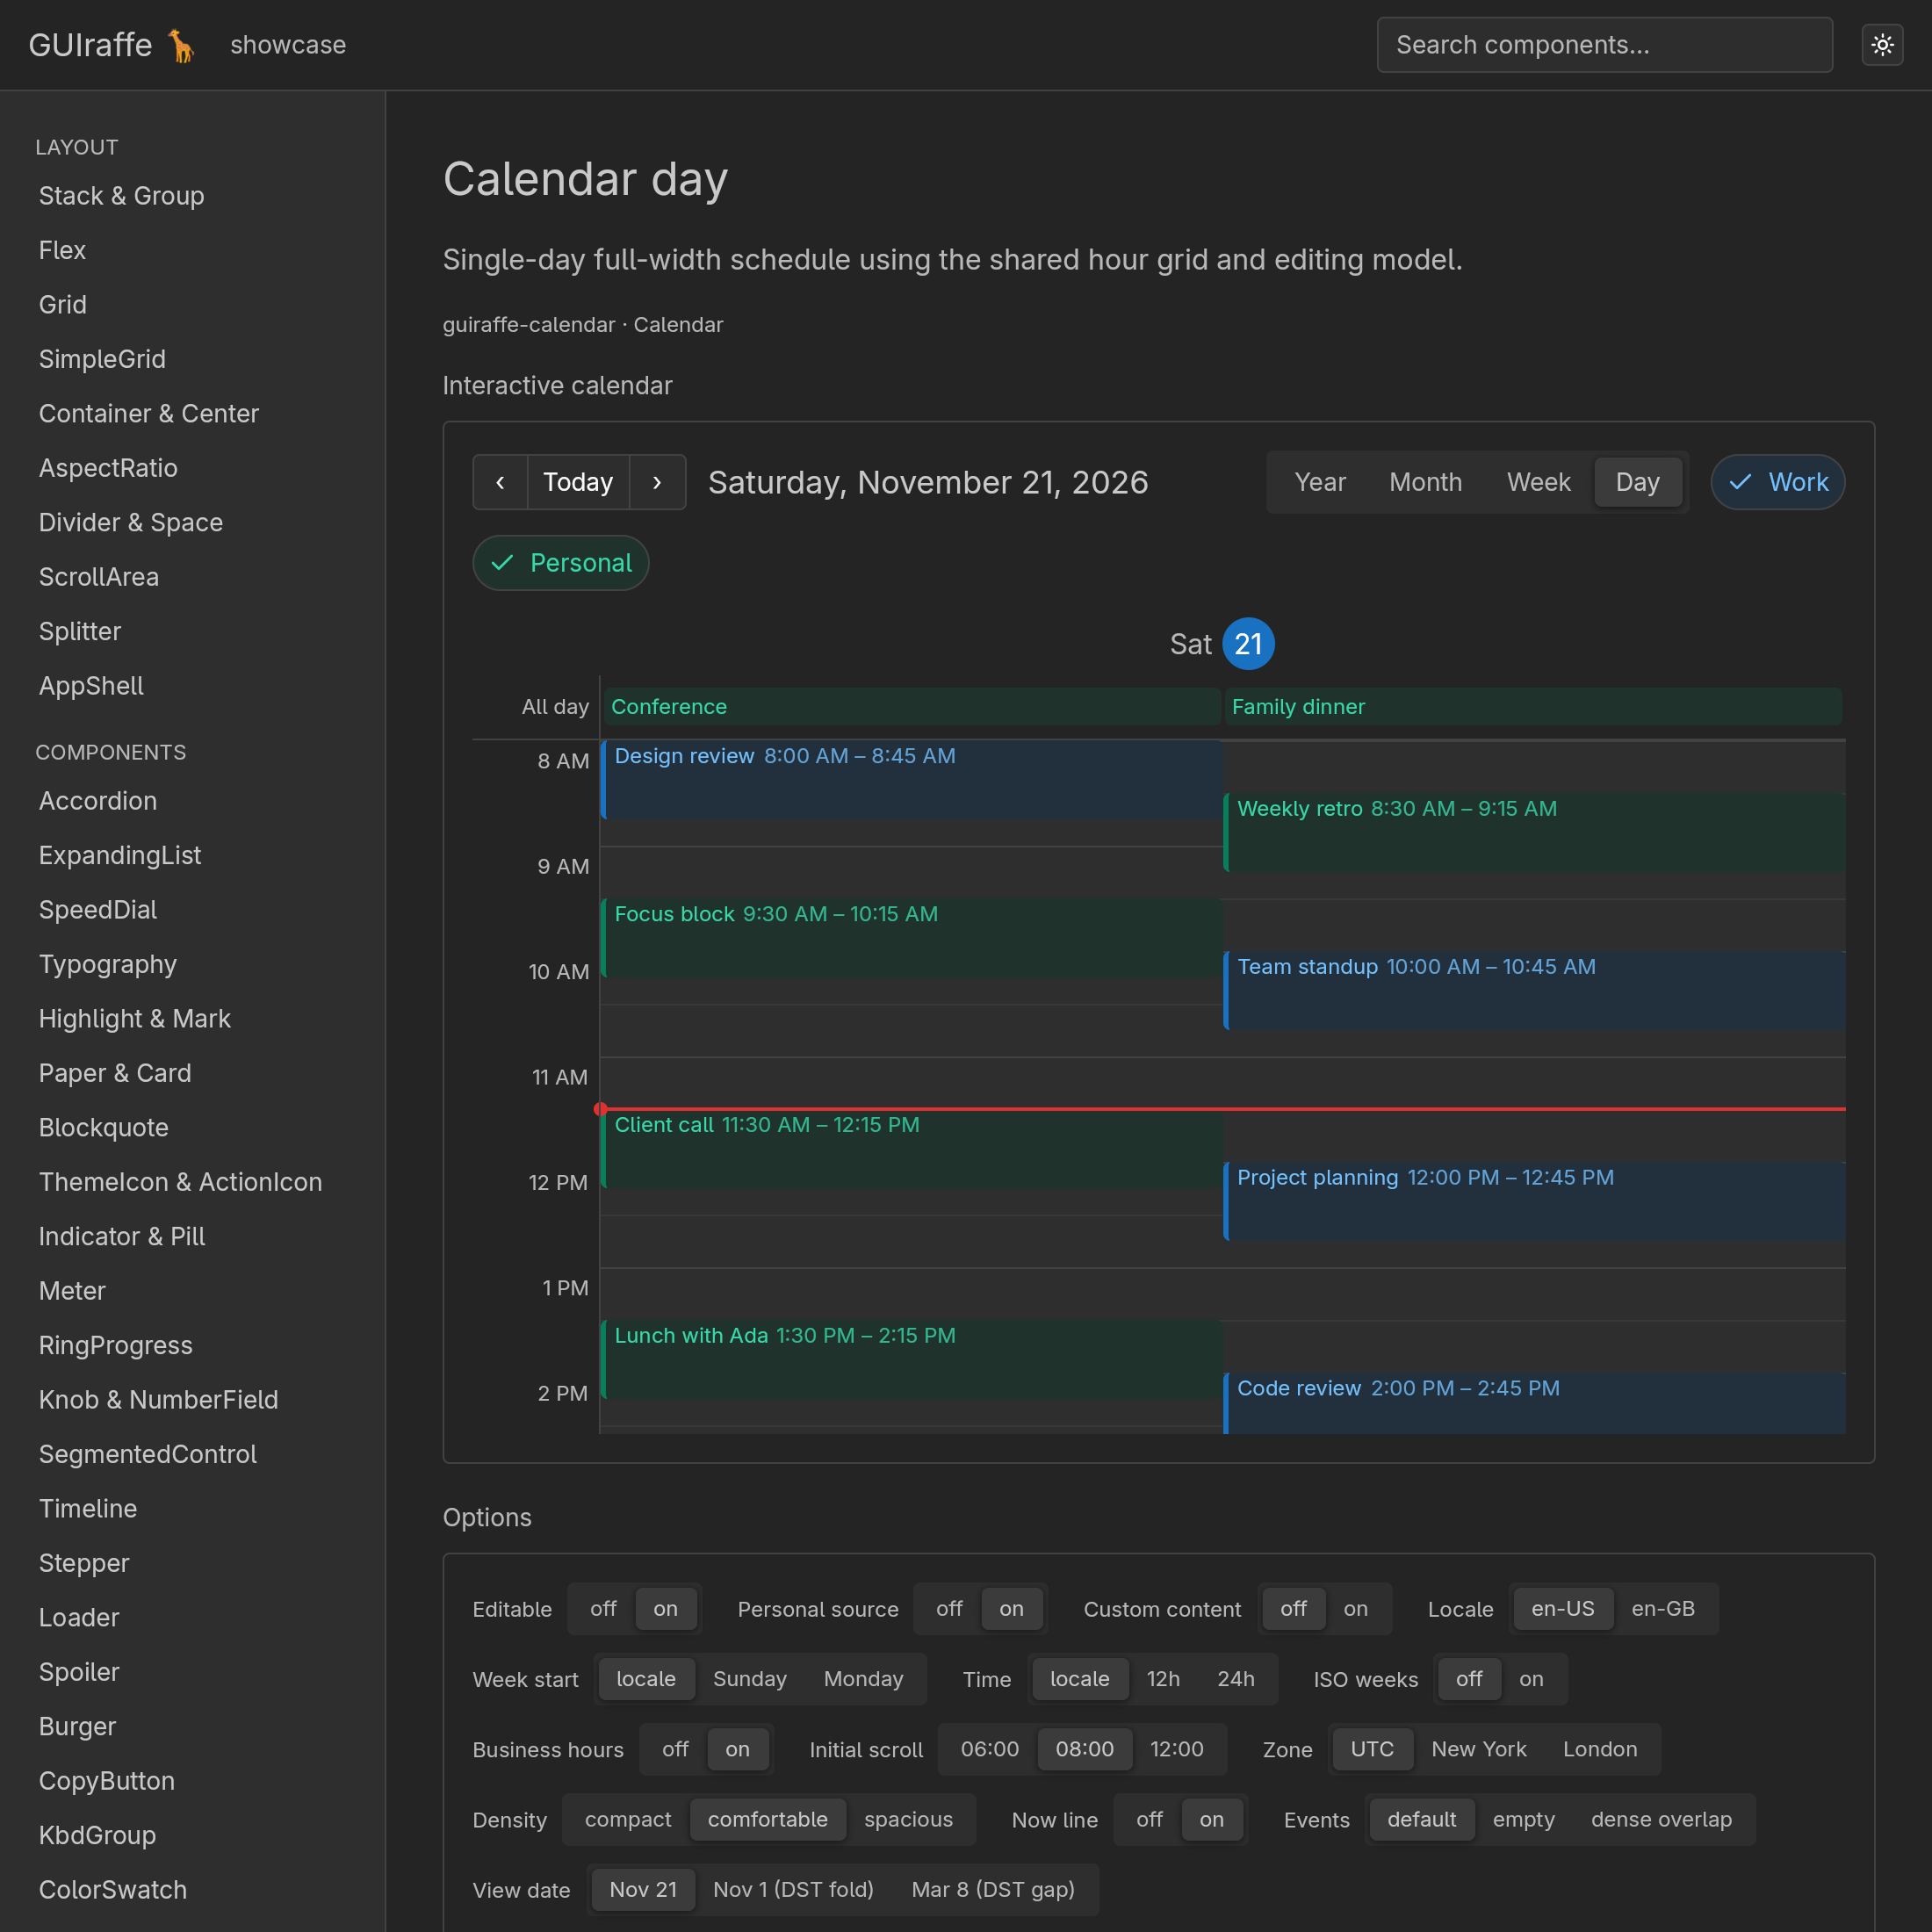 GUIraffe showcase Search components...
LAYOUT
Stack & Group
Flex
Grid
SimpleGrid
Container & Center
AspectRatio
Divider & Space
ScrollArea
Splitter
AppShell
COMPONENTS
Accordion
ExpandingList
SpeedDial
Typography
Highlight & Mark
Paper & Card
Blockquote
ThemeIcon & ActionIcon
Indicator & Pill
Meter
RingProgress
Knob & NumberField
SegmentedControl
Timeline
Stepper
Loader
Spoiler
Burger
CopyButton
KbdGroup
ColorSwatch
Calendar day
Single-day full-width schedule using the shared hour grid and editing model.
guiraffe-calendar · Calendar
Interactive calendar
‹ Today › Saturday, November 21, 2026 Year Month Week Day Work
Personal
Sat 21
All day Conference Family dinner
8 AM Design review 8:00 AM – 8:45 AM
Weekly retro 8:30 AM – 9:15 AM
9 AM
Focus block 9:30 AM – 10:15 AM
10 AM Team standup 10:00 AM – 10:45 AM
11 AM
Client call 11:30 AM – 12:15 PM
12 PM Project planning 12:00 PM – 12:45 PM
1 PM
Lunch with Ada 1:30 PM – 2:15 PM
2 PM Code review 2:00 PM – 2:45 PM
Options
Editable off on Personal source off on Custom content off on Locale en-US en-GB
Week start locale Sunday Monday Time locale 12h 24h ISO weeks off on
Business hours off on Initial scroll 06:00 08:00 12:00 Zone UTC New York London
Density compact comfortable spacious Now line off on Events default empty dense overlap
View date Nov 21 Nov 1 (DST fold) Mar 8 (DST gap)